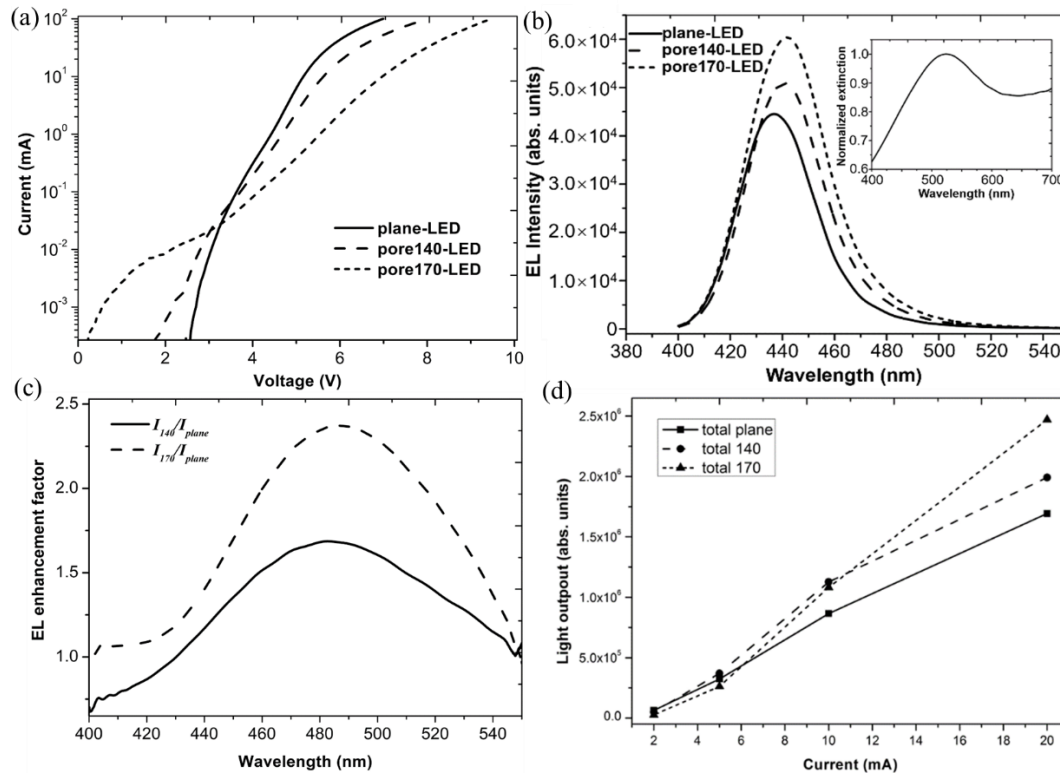 (a)
10²
10¹
10⁰
10⁻¹
10⁻²
10⁻³
Current (mA)
plane-LED
pore140-LED
pore170-LED
0 2 4 6 8 10
Voltage (V)
(b)
6.0×10⁴
5.0×10⁴
4.0×10⁴
3.0×10⁴
2.0×10⁴
1.0×10⁴
0
EL Intensity (abs. units)
plane-LED
pore140-LED
pore170-LED
1.0
0.9
0.8
0.7
0.6
Normalized extinction
400 500 600 700
Wavelength (nm)
380 400 420 440 460 480 500 520 540
Wavelength (nm)
(c)
2.5
2.0
1.5
1.0
EL enhancement factor
I140/Iplane
I170/Iplane
400 420 440 460 480 500 520 540
Wavelength (nm)
(d)
2.5x10⁶
2.0x10⁶
1.5x10⁶
1.0x10⁶
5.0x10⁵
0.0
Light outpout (abs. units)
total plane
total 140
total 170
2 4 6 8 10 12 14 16 18 20
Current (mA)